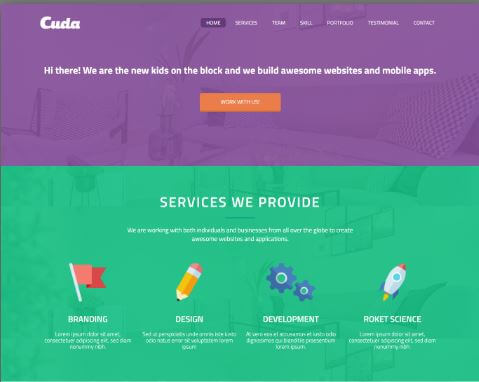 Cuda
HOME SERVICES TEAM SKILL PORTFOLIO TESTIMONIAL CONTACT
Hi there! We are the new kids on the block and we build awesome websites and mobile apps.
WORK WITH US!
SERVICES WE PROVIDE
We are working with both individuals and businesses from all over the globe to create
awesome websites and applications.
BRANDING
Lorem ipsum dolor sit amet,
consectetuer adipiscing elit, sed diam
nonummy nibh.
DESIGN
Sed ut perspiciatis unde omnis iste natus
odio natus error sit voluptatem lorem
ipsum
DEVELOPMENT
At vero eos et accusamus et iusto odio
dignissimos qui blanditiis praesentium
lorem ipsum.
ROKET SCIENCE
Lorem ipsum dolor sit amet,
consectetuer adipiscing elit, sed diam
nonummy nibh.